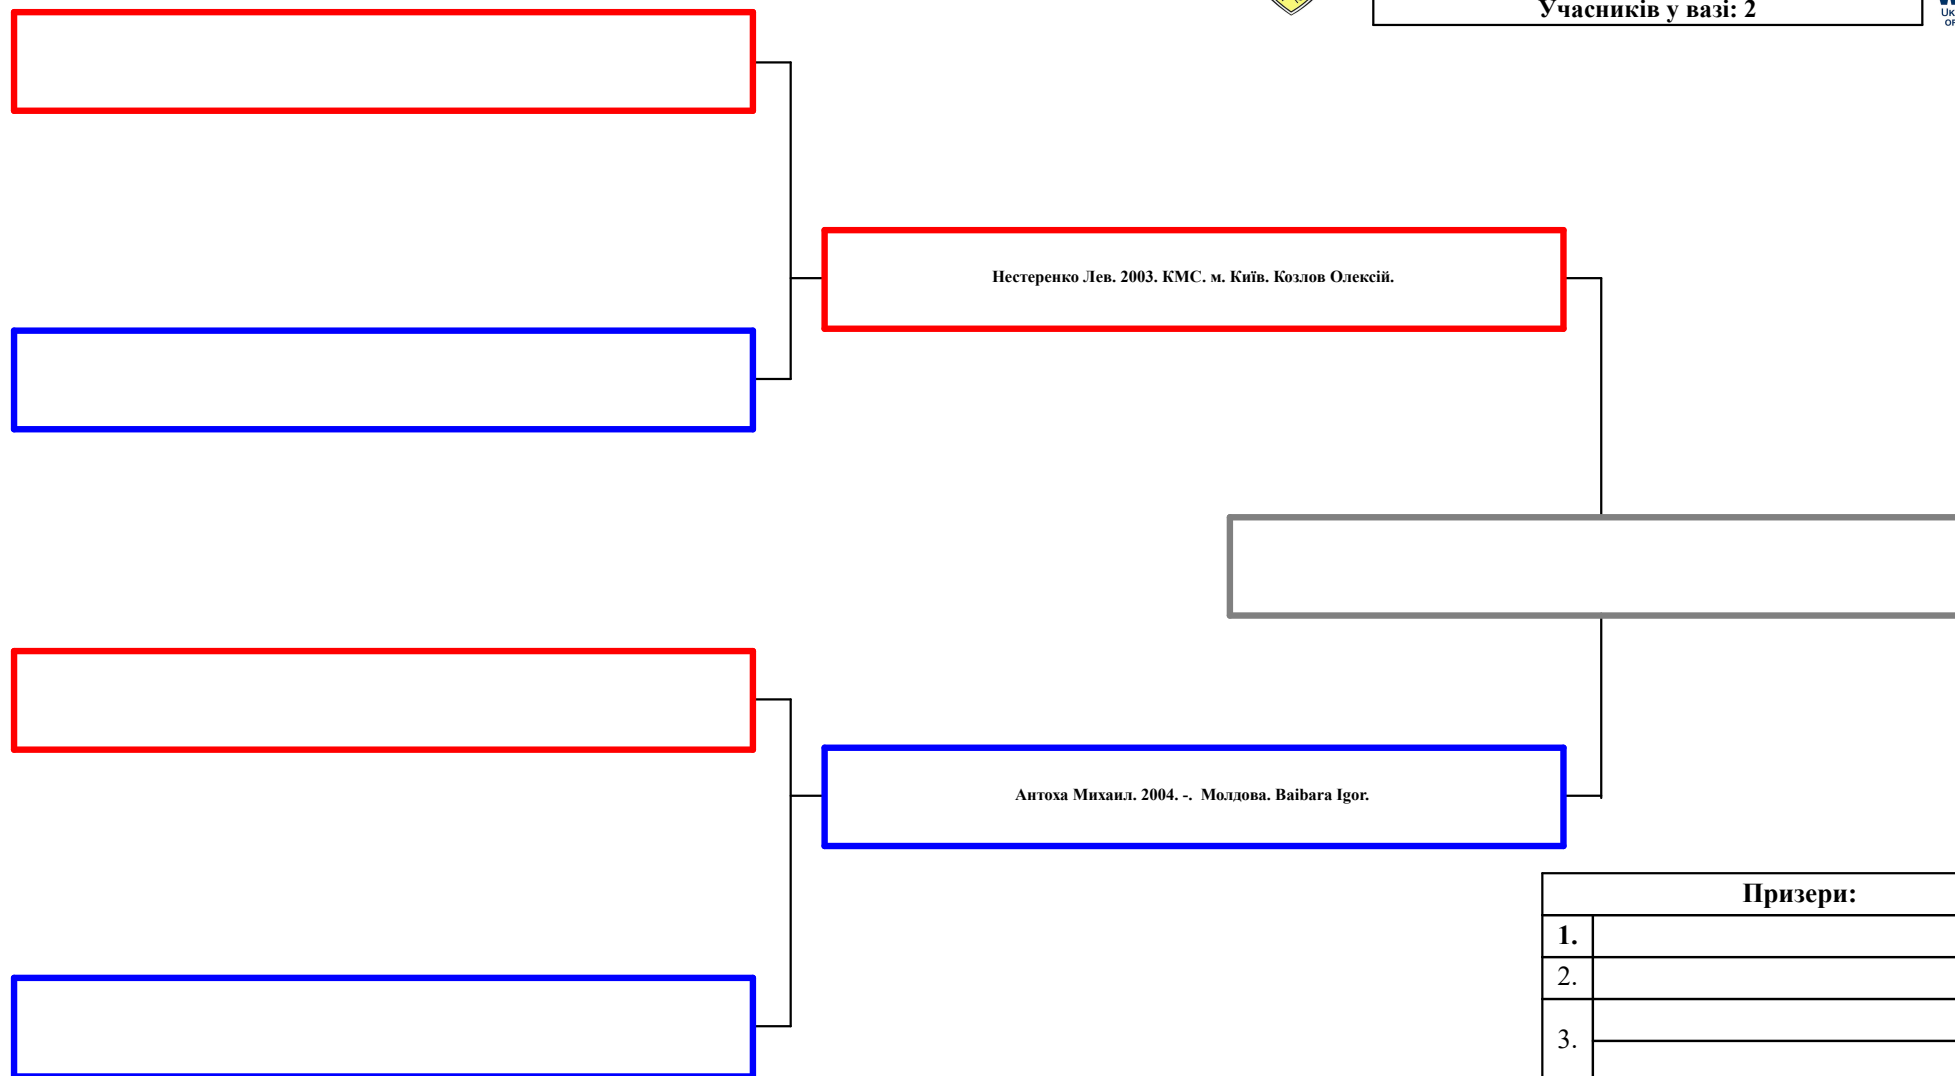 Учасників у вазі: 2
Нестеренко Лев. 2003. КМС. м. Київ. Козлов Олексій.
Антоха Михаил. 2004. -. Молдова. Baibara Igor.
Призери:
1.
2.
3.